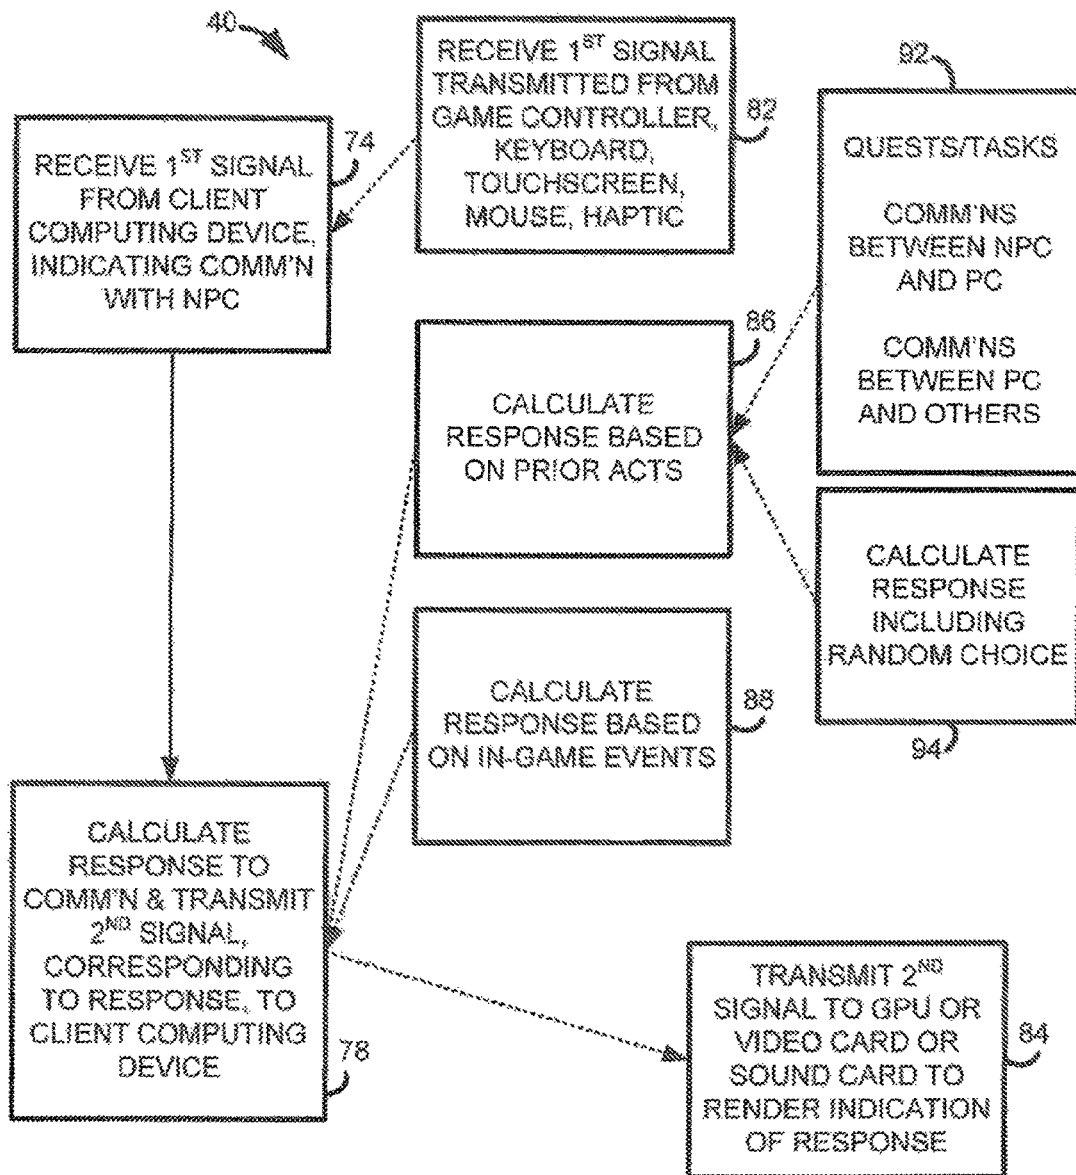 40
RECEIVE 1ST SIGNAL
FROM CLIENT
COMPUTING DEVICE,
INDICATING COMM'N
WITH NPC
74
RECEIVE 1ST SIGNAL
TRANSMITTED FROM
GAME CONTROLLER,
KEYBOARD,
TOUCHSCREEN,
MOUSE, HAPTIC
82
92
QUESTS/TASKS
COMM'NS
BETWEEN NPC
AND PC
COMM'NS
BETWEEN PC
AND OTHERS
86
CALCULATE
RESPONSE BASED
ON PRIOR ACTS
CALCULATE
RESPONSE
INCLUDING
RANDOM CHOICE
94
CALCULATE
RESPONSE BASED
ON IN-GAME EVENTS
88
CALCULATE
RESPONSE TO
COMM'N & TRANSMIT
2ND SIGNAL,
CORRESPONDING
TO RESPONSE, TO
CLIENT COMPUTING
DEVICE
78
TRANSMIT 2ND
SIGNAL TO GPU OR
VIDEO CARD OR
SOUND CARD TO
RENDER INDICATION
OF RESPONSE
84